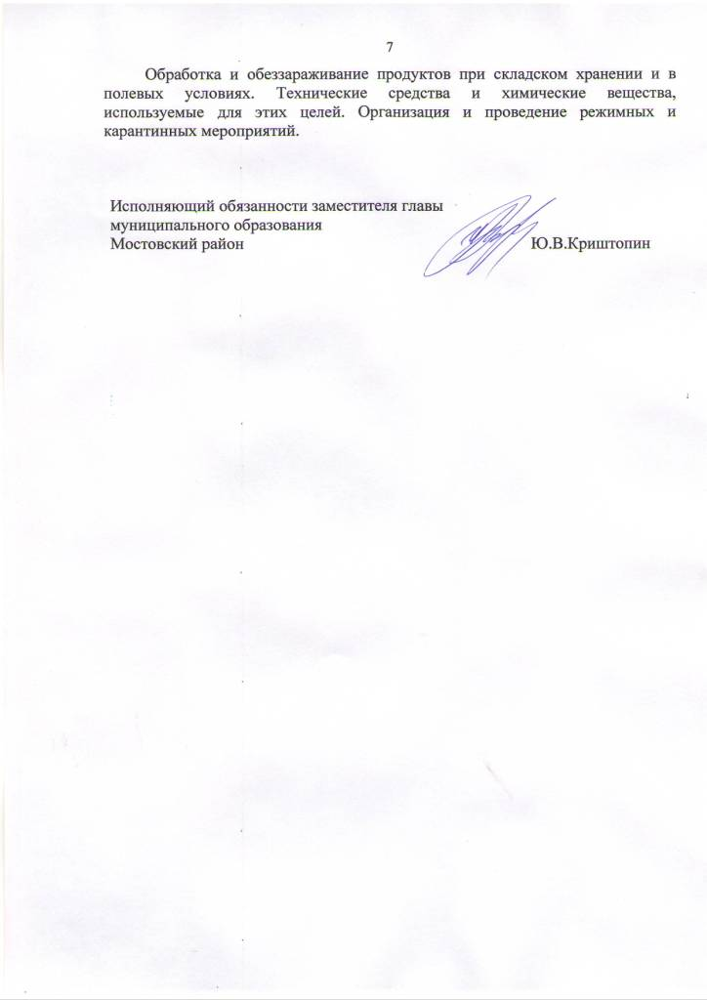 7
Обработка и обеззараживание продуктов при складском хранении и в
полевых условиях. Технические средства и химические вещества,
используемые для этих целей. Организация и проведение режимных и
карантинных мероприятий.
Исполняющий обязанности заместителя главы
муниципального образования
Мостовский район Ю.В.Криштопин